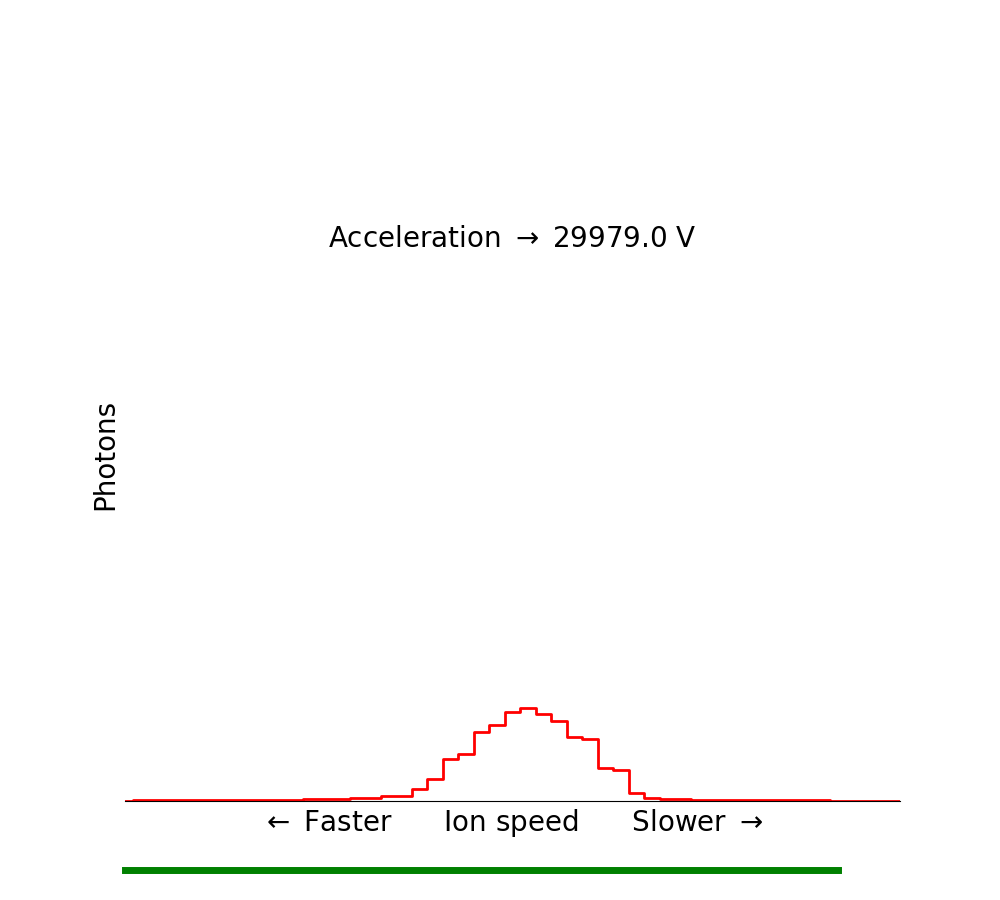 Acceleration → 29979.0 V
Photons
← Faster Ion speed Slower →